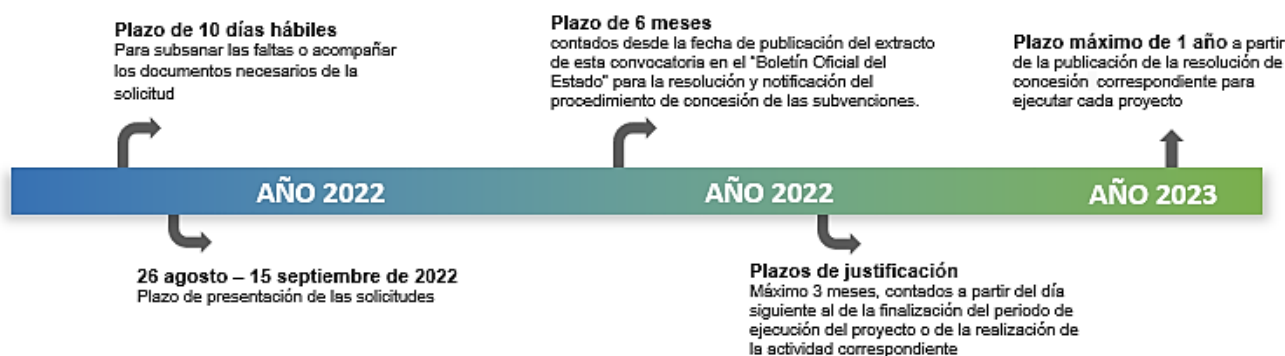 Plazo de 10 días hábiles
Para subsanar las faltas o acompañar
los documentos necesarios de la
solicitud
Plazo de 6 meses
contados desde la fecha de publicación del extracto
de esta convocatoria en el "Boletín Oficial del
Estado" para la resolución y notificación del
procedimiento de concesión de las subvenciones.
Plazo máximo de 1 año a partir
de la publicación de la resolución de
concesión correspondiente para
ejecutar cada proyecto
AÑO 2022
AÑO 2022
AÑO 2023
26 agosto – 15 septiembre de 2022
Plazo de presentación de las solicitudes
Plazos de justificación
Máximo 3 meses, contados a partir del día
siguiente al de la finalización del periodo de
ejecución del proyecto o de la realización de
la actividad correspondiente